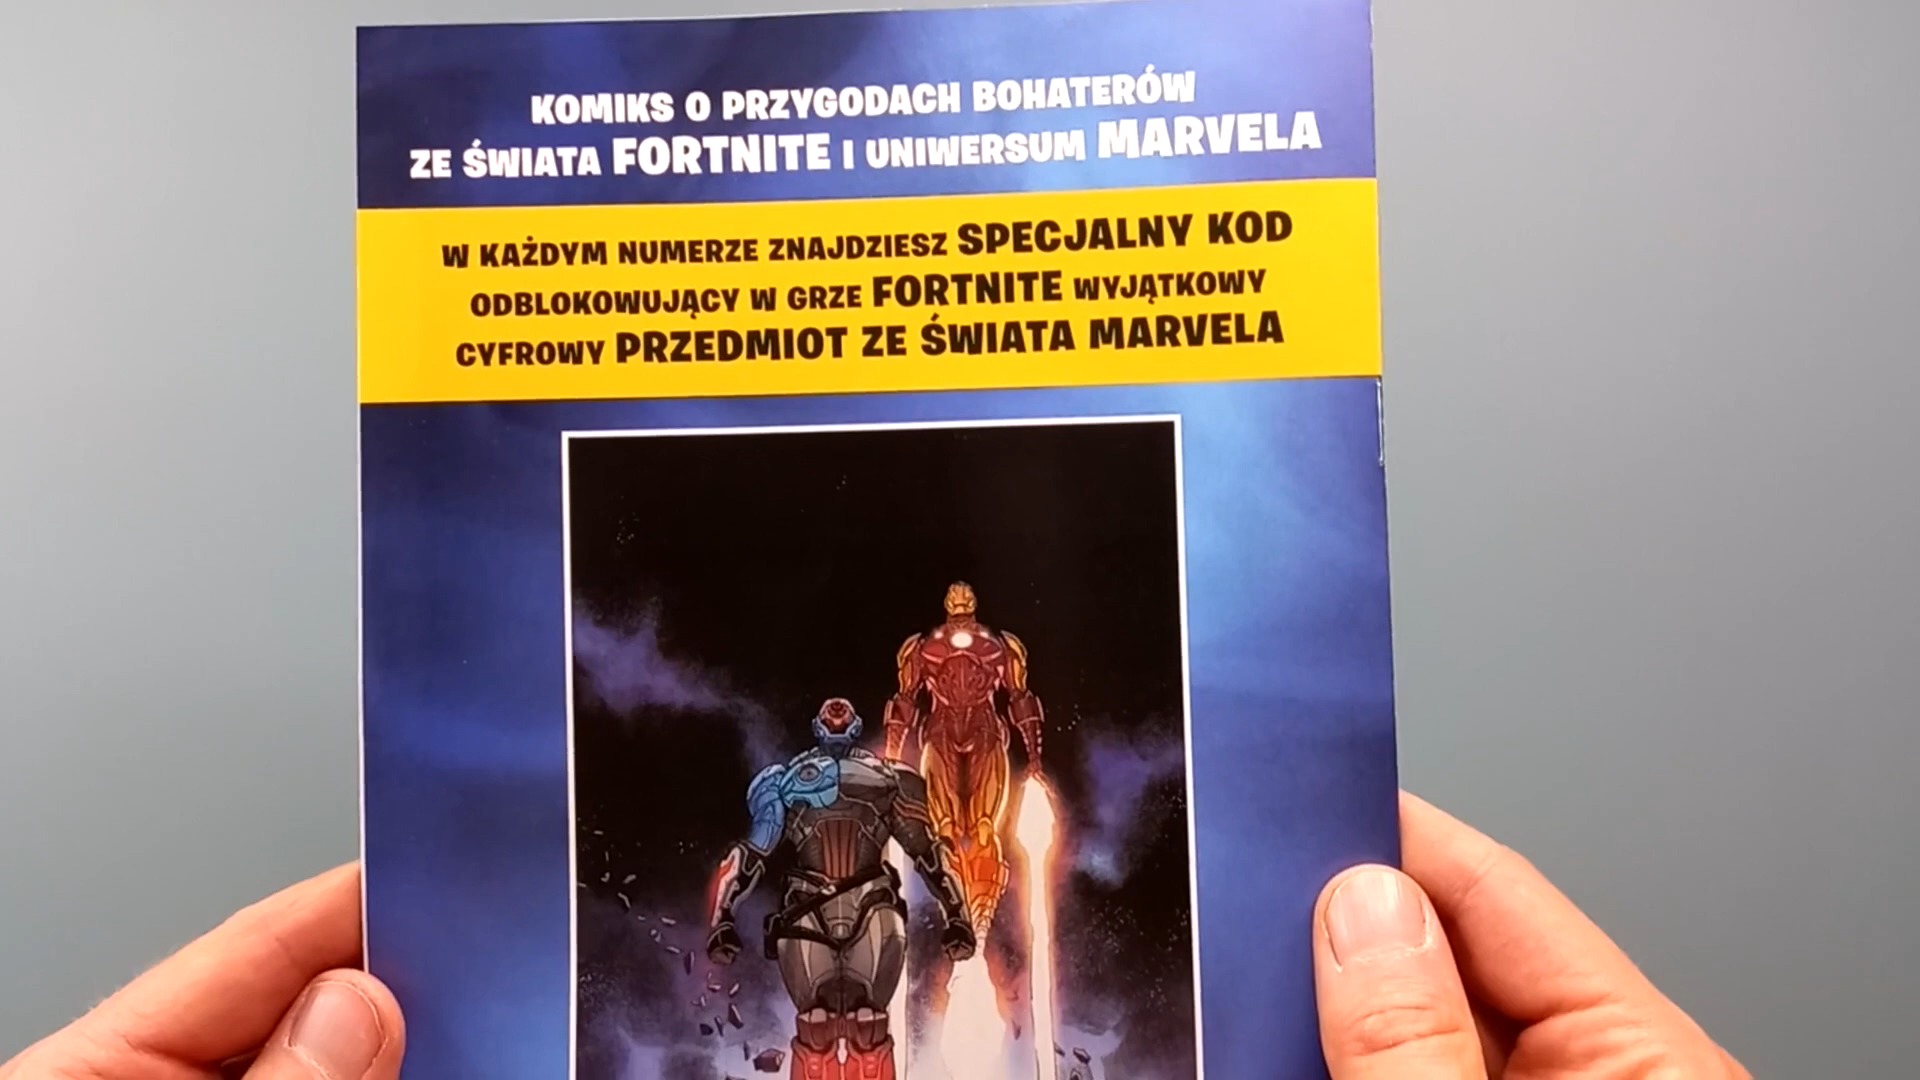 KOMIKS O PRZYGODACH BOHATERÓW
ZE ŚWIATA FORTNITE I UNIWERSUM MARVELA
W KAŻDYM NUMERZE ZNAJDZIESZ SPECJALNY KOD
ODBLOKOWUJĄCY W GRZE FORTNITE WYJĄTKOWY
CYFROWY PRZEDMIOT ZE ŚWIATA MARVELA